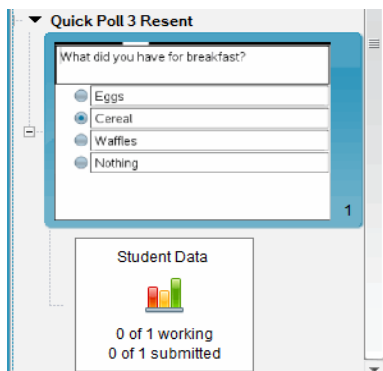 Quick Poll 3 Resent
What did you have for breakfast?
Eggs
Cereal
Waffles
Nothing
1
Student Data
0 of 1 working
0 of 1 submitted